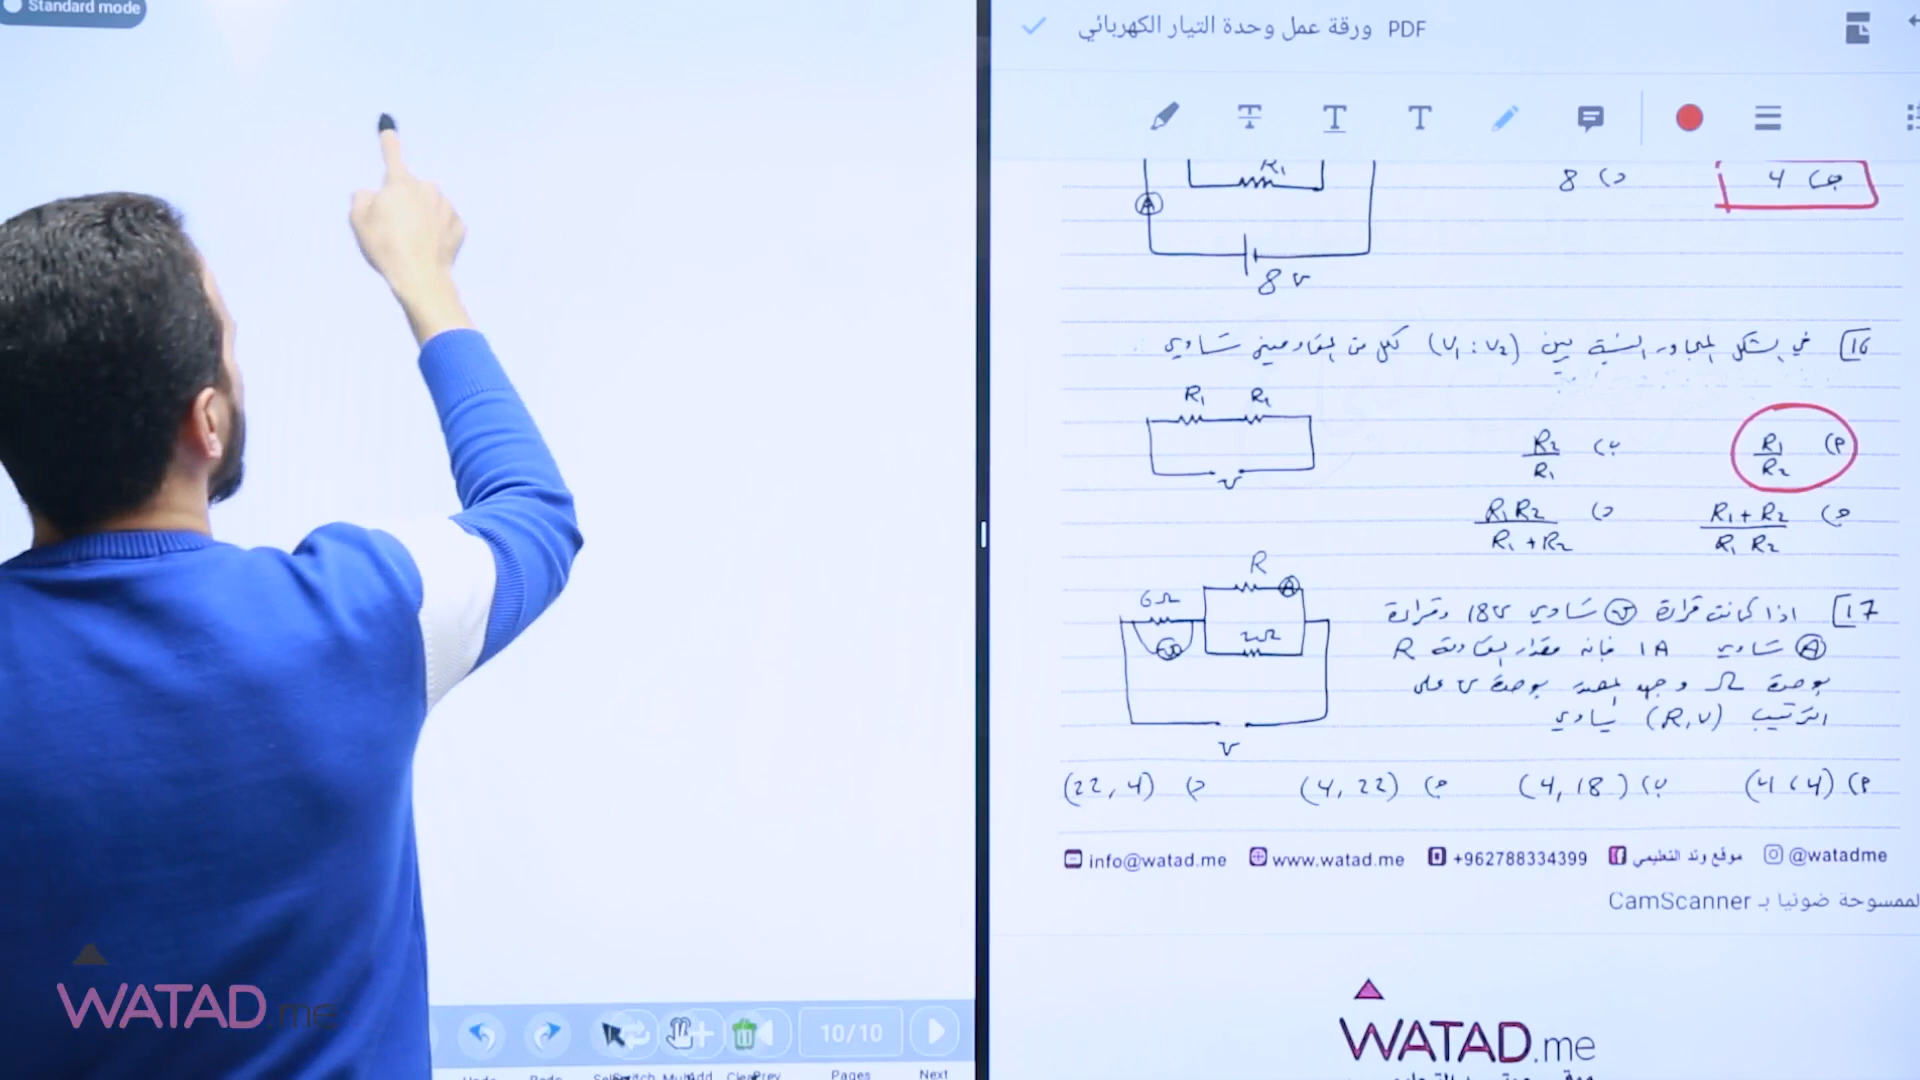 Standard mode
ورقة عمل وحدة التيار الكهربائي PDF
R₁
جـ) 4
د) 8
A
8 v
16] في الشكل المجاور النسبة بين (V₁ : V₂) لكل من المقاومتين تساوي
R₁ R₂
v
أ) R₁/R₂
ب) R₂/R₁
ج) R₁ + R₂ / R₁ R₂
د) R₁ R₂ / R₁ + R₂
17] اذا كانت قراءة V تساوي 18v وقراءة
A تساوي 1A فإنه مقدار المقاومة R
بوحدة Ω وجهد المصدر بوحدة v على
الترتيب (R,V) يساوي
R
A
6Ω
2Ω
v
أ) (4 , 4)
ب) (4, 18)
ج) (4, 22)
د) (22, 4)
info@watad.me www.watad.me +962788334399 موقع وتد التعليمي @watadme
الممسوحة ضوئيا بـ CamScanner
WATAD.me
WATAD.me
10/10
Pages
Next